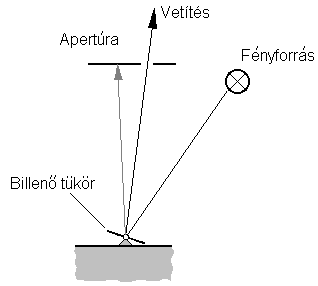 Vetítés
Apertúra
Fényforrás
Billenő tükör